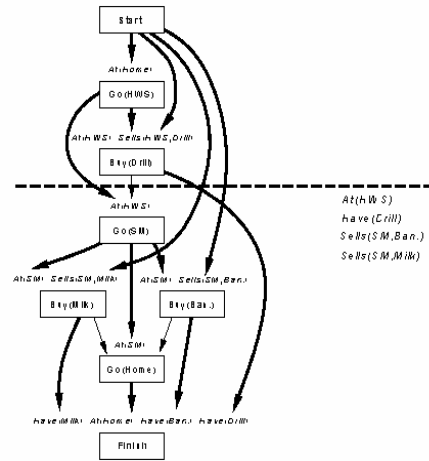 Start
At(Home)
Go(HWS)
At(HWS) Sells(HWS,Drill)
Buy(Drill)
At(HWS)
At(HWS)
Have(Drill)
Sells(SM,Ban.)
Sells(SM,Milk)
Go(SM)
At(SM) Sells(SM,Milk) At(SM) Sells(SM,Ban.)
Buy(Milk) Buy(Ban.)
At(SM)
Go(Home)
Have(Milk) At(Home) Have(Ban.) Have(Drill)
Finish